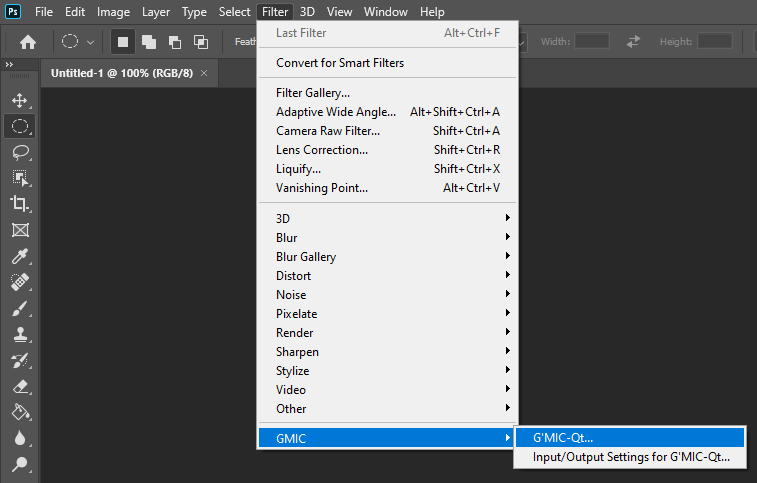 Ps File Edit Image Layer Type Select Filter 3D View Window Help
Width: Height:
Untitled-1 @ 100% (RGB/8) ×
Last Filter Alt+Ctrl+F
Convert for Smart Filters
Filter Gallery...
Adaptive Wide Angle... Alt+Shift+Ctrl+A
Camera Raw Filter... Shift+Ctrl+A
Lens Correction... Shift+Ctrl+R
Liquify... Shift+Ctrl+X
Vanishing Point... Alt+Ctrl+V
3D
Blur
Blur Gallery
Distort
Noise
Pixelate
Render
Sharpen
Stylize
Video
Other
GMIC
G'MIC-Qt...
Input/Output Settings for G'MIC-Qt...